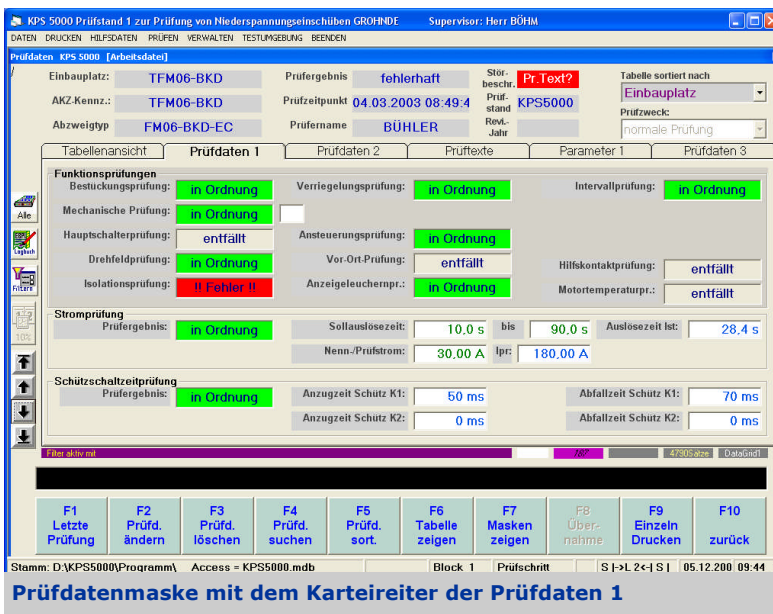 KPS 5000 Prüfstand 1 zur Prüfung von Niederspannungseinschüben GROHNDE Supervisor: Herr BÖHM
DATEN DRUCKEN HILFSDATEN PRÜFEN VERWALTEN TESTUMGEBUNG BEENDEN
Prüfdaten KPS 5000 [Arbeitsdatei]
Einbauplatz: TFM06-BKD Prüfergebnis fehlerhaft Stör-beschr. Pr.Text? Tabelle sortiert nach
Einbauplatz
AKZ-Kennz.: TFM06-BKD Prüfzeitpunkt 04.03.2003 08:49:4 Prüf-stand KPS5000
Prüfzweck:
Abzweigtyp FM06-BKD-EC Prüfername BÜHLER Revi.-Jahr normale Prüfung
Tabellenansicht Prüfdaten 1 Prüfdaten 2 Prüftexte Parameter 1 Prüfdaten 3
Funktionsprüfungen
Bestückungsprüfung: in Ordnung Verriegelungsprüfung: in Ordnung Intervallprüfung: in Ordnung
Alle
Mechanische Prüfung: in Ordnung
Hauptschalterprüfung: entfällt Ansteuerungsprüfung: in Ordnung
Logbuch
Drehfeldprüfung: in Ordnung Vor-Ort-Prüfung: entfällt Hilfskontaktprüfung: entfällt
Filtern
Isolationsprüfung: !! Fehler !! Anzeigeleuchernpr.: in Ordnung Motortemperaturpr.: entfällt
Stromprüfung
Prüfergebnis: in Ordnung Sollauslösezeit: 10,0 s bis 90,0 s Auslösezeit Ist: 28,4 s
10%
Nenn-/Prüfstrom: 30,00 A Ipr: 180,00 A
Schützschaltzeitprüfung
Prüfergebnis: in Ordnung Anzugzeit Schütz K1: 50 ms Abfallzeit Schütz K1: 70 ms
Anzugzeit Schütz K2: 0 ms Abfallzeit Schütz K2: 0 ms
Filter aktiv mit 4790Sätze DataGrid1
F1 F2 F3 F4 F5 F6 F7 F8 F9 F10
Letzte Prüfd. Prüfd. Prüfd. Prüfd. Tabelle Masken Über- Einzeln
Prüfung ändern löschen suchen sort. zeigen zeigen nahme Drucken zurück
Stamm: D:\KPS5000\Programm\ Access = KPS5000.mdb Block 1 Prüfschritt S |->L 2<-| S | 05.12.200 09:44
Prüfdatenmaske mit dem Karteireiter der Prüfdaten 1